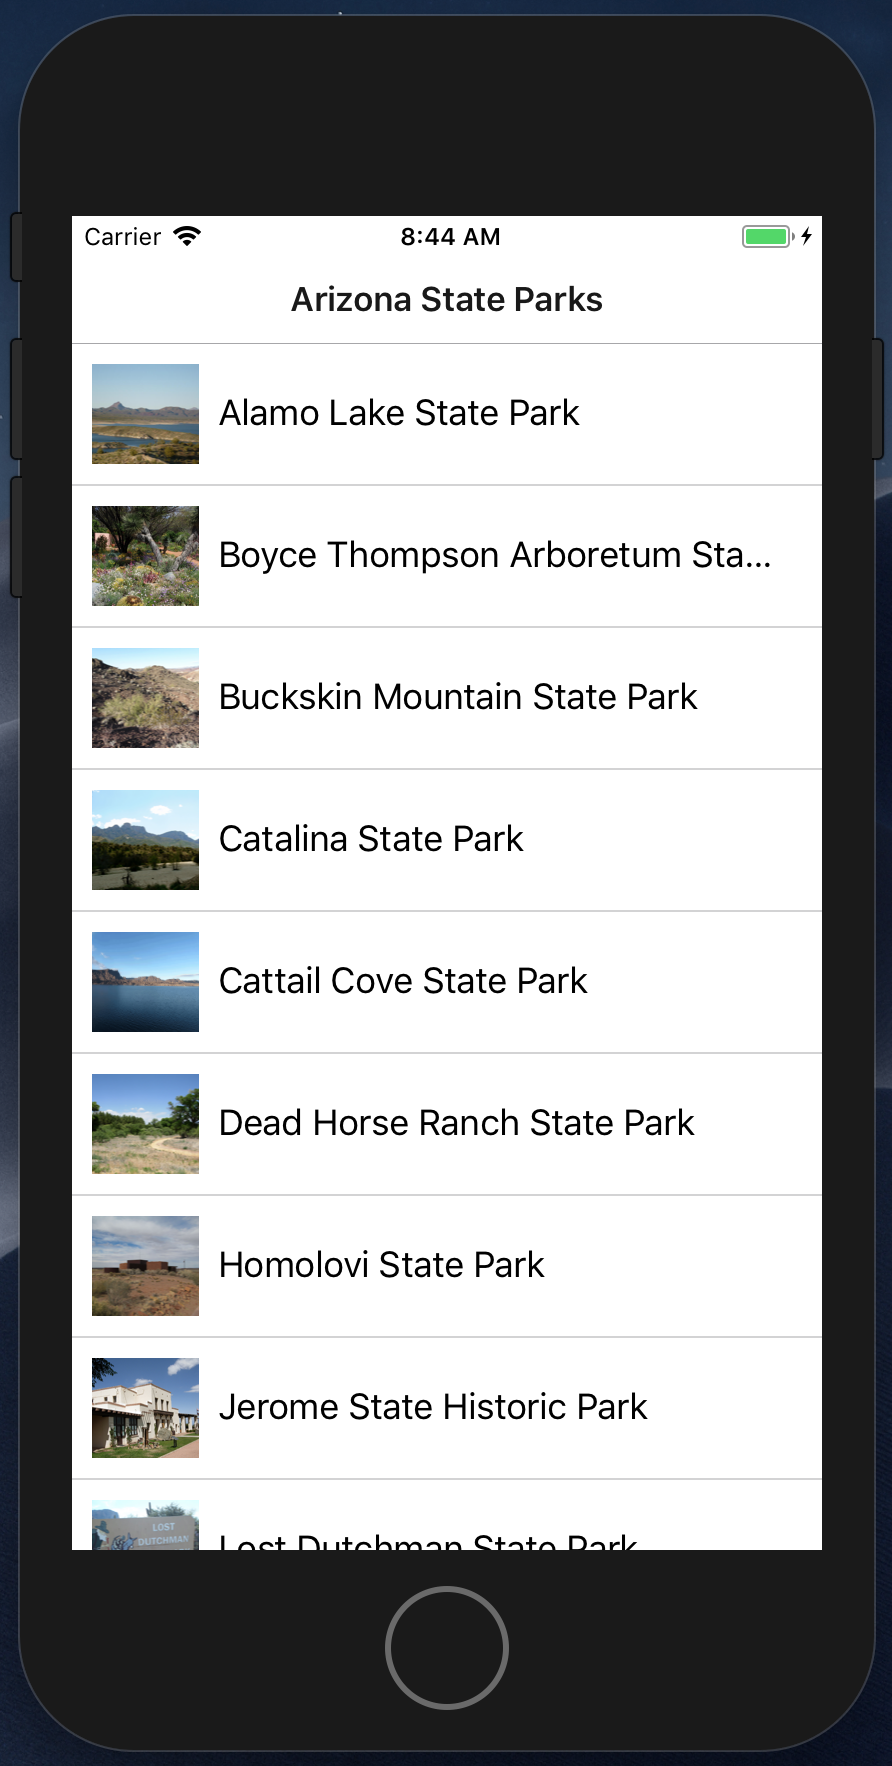 Carrier 8:44 AM
Arizona State Parks
Alamo Lake State Park
Boyce Thompson Arboretum Sta...
Buckskin Mountain State Park
Catalina State Park
Cattail Cove State Park
Dead Horse Ranch State Park
Homolovi State Park
Jerome State Historic Park
LOST
DUTCHMAN
Lost Dutchman State Park